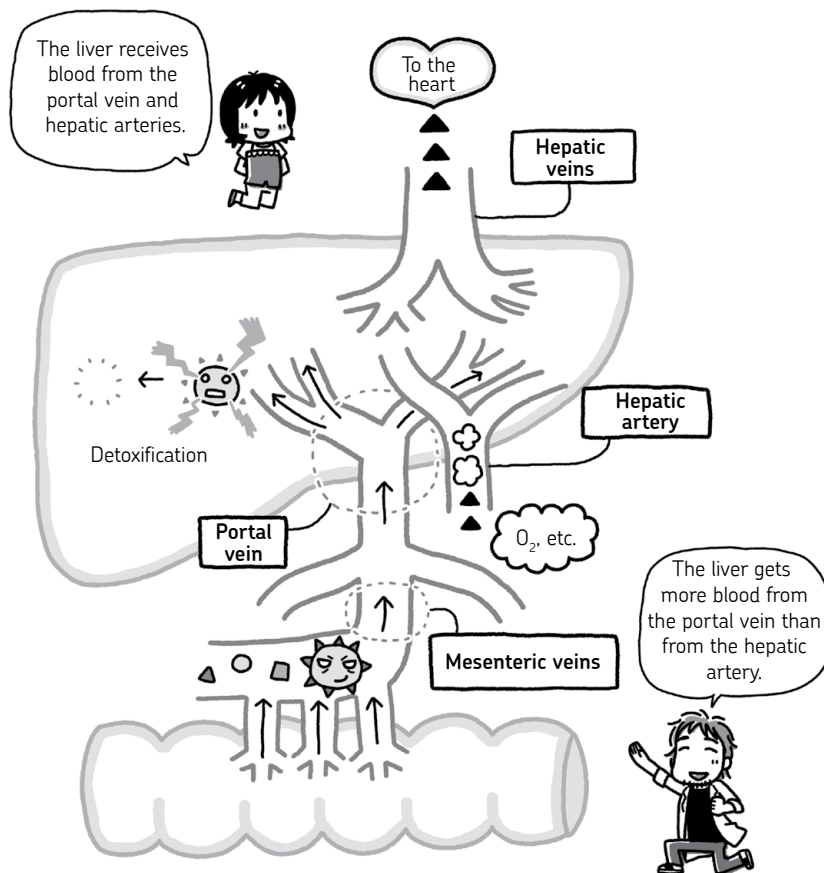 The liver receives
blood from the
portal vein and
hepatic arteries.
To the
heart
Hepatic
veins
Detoxification
Hepatic
artery
Portal
vein
O₂, etc.
Mesenteric veins
The liver gets
more blood from
the portal vein than
from the hepatic
artery.